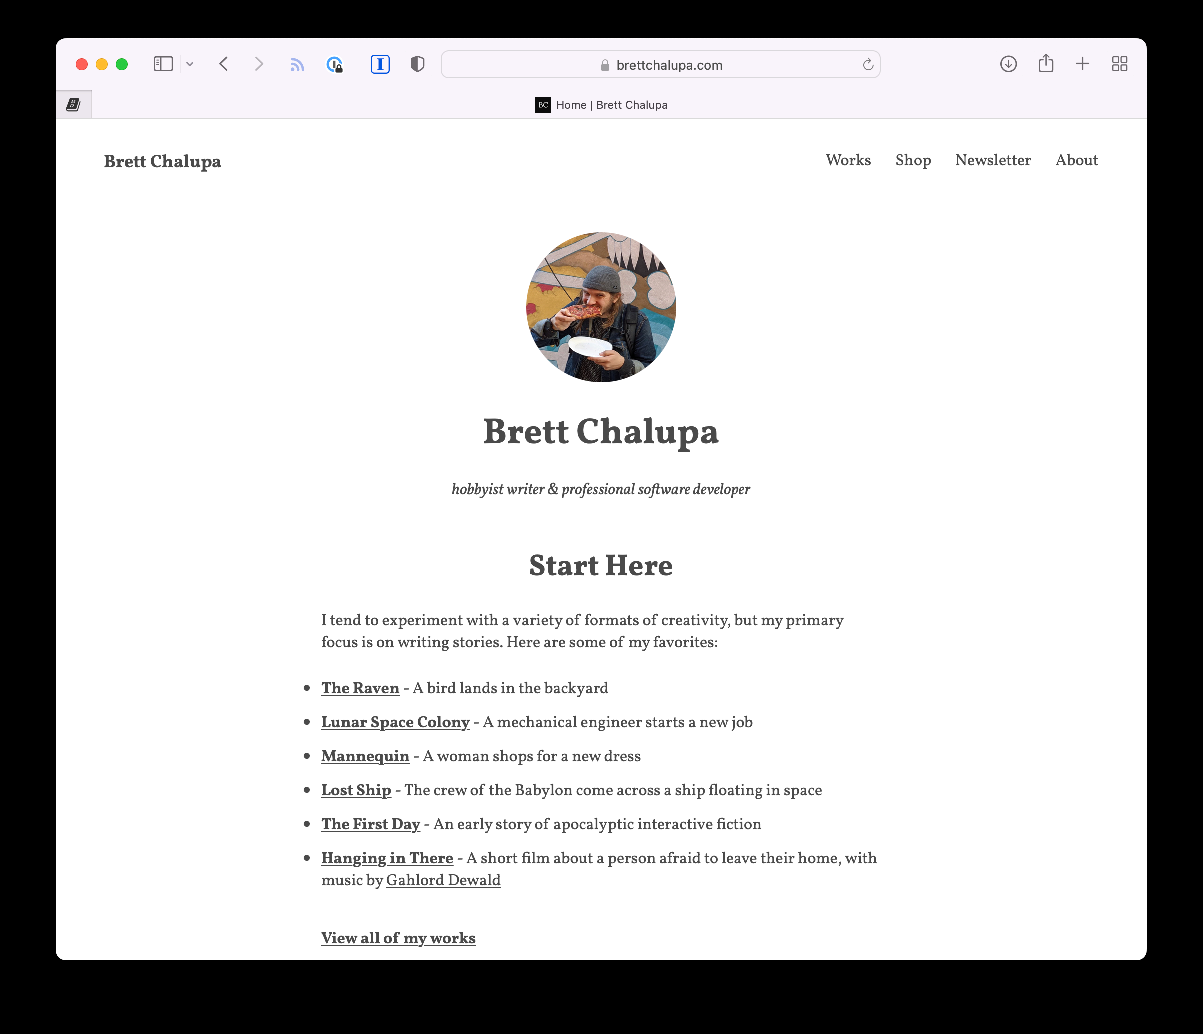 brettchalupa.com
BC Home | Brett Chalupa
Brett Chalupa
Works Shop Newsletter About
Brett Chalupa
hobbyist writer & professional software developer
Start Here
I tend to experiment with a variety of formats of creativity, but my primary
focus is on writing stories. Here are some of my favorites:
• The Raven - A bird lands in the backyard
• Lunar Space Colony - A mechanical engineer starts a new job
• Mannequin - A woman shops for a new dress
• Lost Ship - The crew of the Babylon come across a ship floating in space
• The First Day - An early story of apocalyptic interactive fiction
• Hanging in There - A short film about a person afraid to leave their home, with
music by Gahlord Dewald
View all of my works